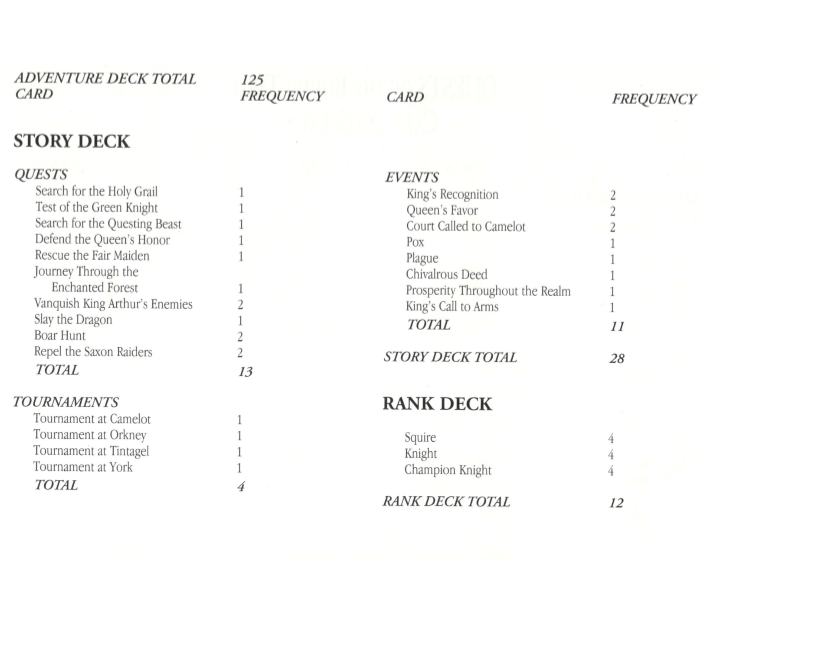 ADVENTURE DECK TOTAL 125
CARD FREQUENCY
STORY DECK
QUESTS
Search for the Holy Grail 1
Test of the Green Knight 1
Search for the Questing Beast 1
Defend the Queen's Honor 1
Rescue the Fair Maiden 1
Journey Through the
Enchanted Forest 1
Vanquish King Arthur's Enemies 2
Slay the Dragon 1
Boar Hunt 2
Repel the Saxon Raiders 2
TOTAL 13
TOURNAMENTS
Tournament at Camelot 1
Tournament at Orkney 1
Tournament at Tintagel 1
Tournament at York 1
TOTAL 4
CARD FREQUENCY
EVENTS
King's Recognition 2
Queen's Favor 2
Court Called to Camelot 2
Pox 1
Plague 1
Chivalrous Deed 1
Prosperity Throughout the Realm 1
King's Call to Arms 1
TOTAL 11
STORY DECK TOTAL 28
RANK DECK
Squire 4
Knight 4
Champion Knight 4
RANK DECK TOTAL 12